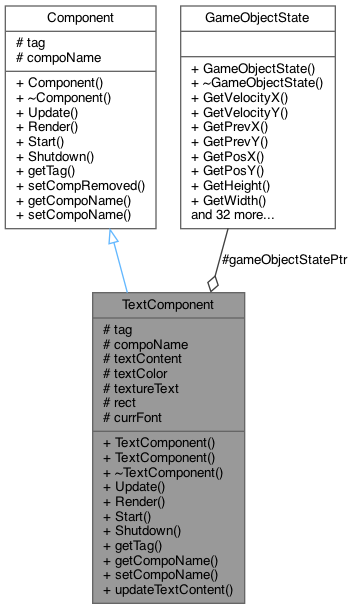 Component
# tag
# compoName
+ Component()
+ ~Component()
+ Update()
+ Render()
+ Start()
+ Shutdown()
+ getTag()
+ setCompRemoved()
+ getCompoName()
+ setCompoName()
GameObjectState
+ GameObjectState()
+ ~GameObjectState()
+ GetVelocityX()
+ GetVelocityY()
+ GetPrevX()
+ GetPrevY()
+ GetPosX()
+ GetPosY()
+ GetHeight()
+ GetWidth()
and 32 more...
#gameObjectStatePtr
TextComponent
# tag
# compoName
# textContent
# textColor
# textureText
# rect
# currFont
+ TextComponent()
+ TextComponent()
+ ~TextComponent()
+ Update()
+ Render()
+ Start()
+ Shutdown()
+ getTag()
+ getCompoName()
+ setCompoName()
+ updateTextContent()